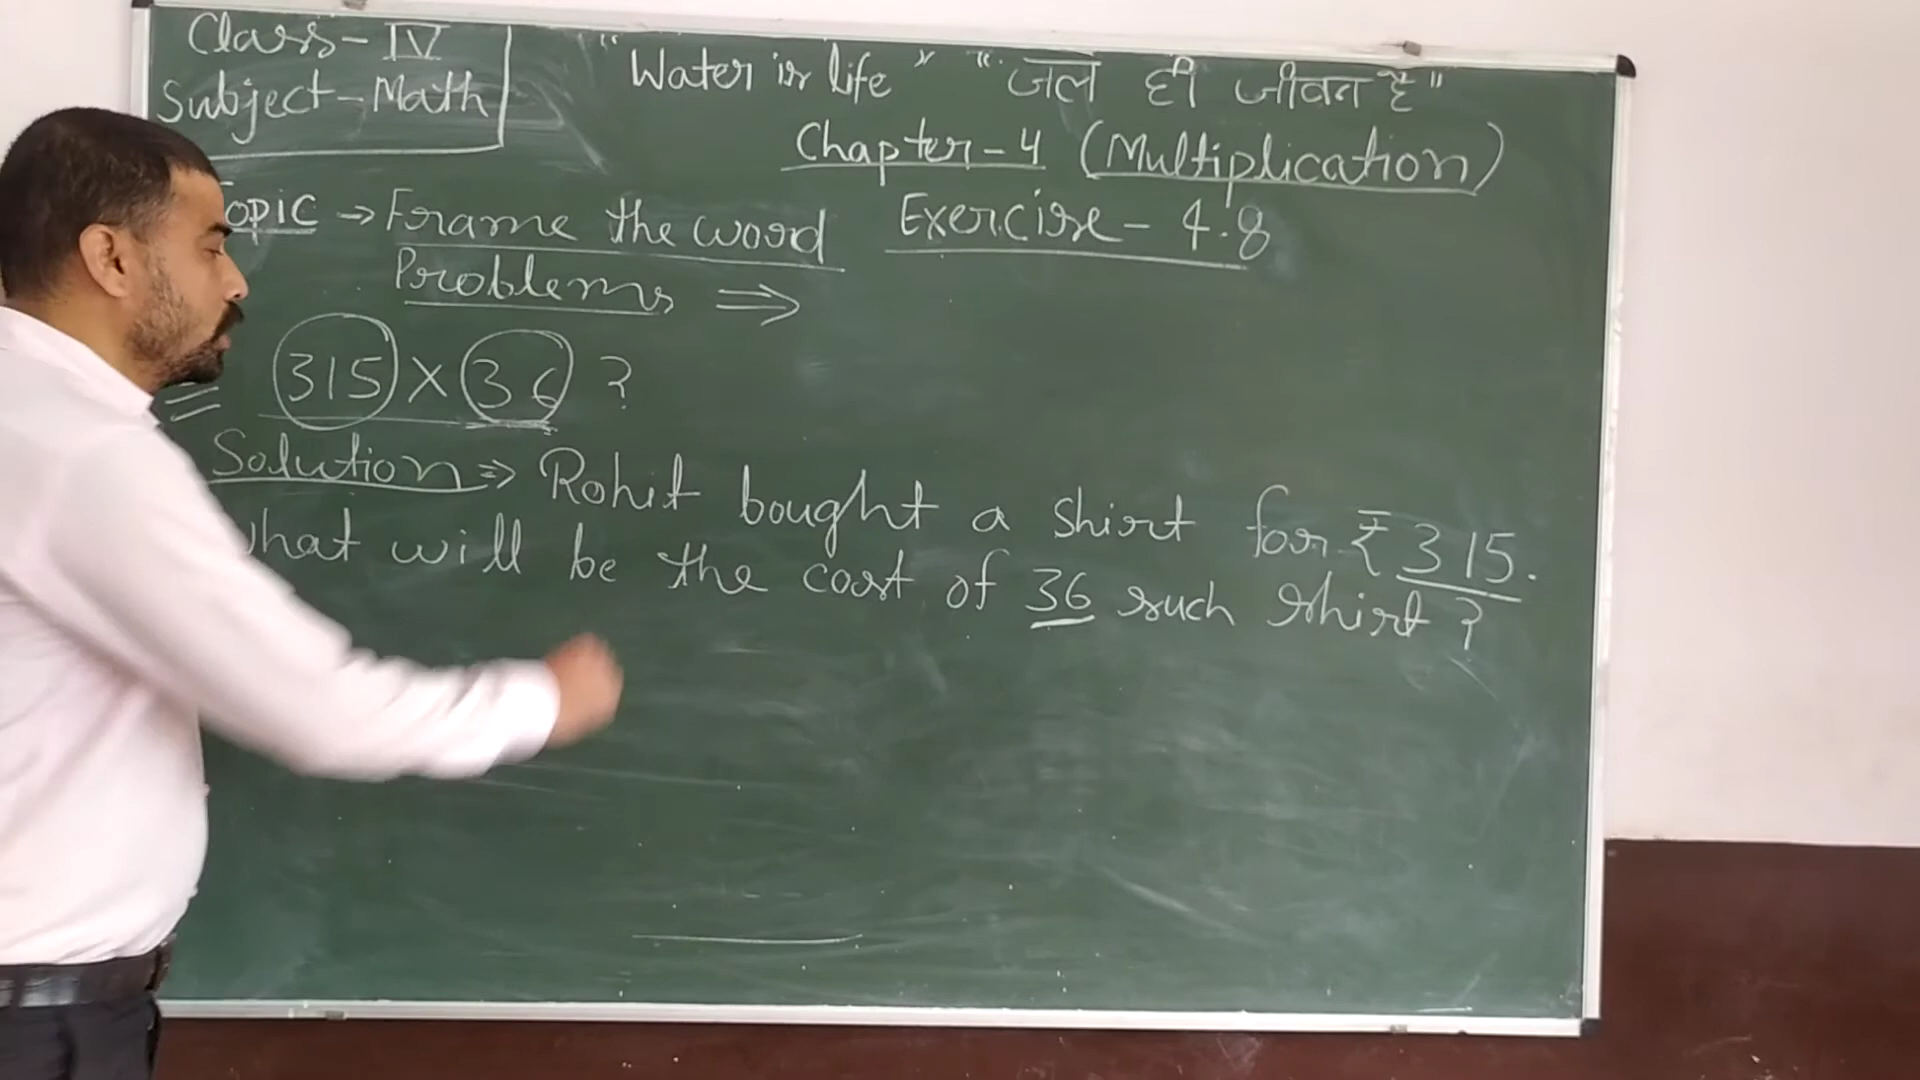 Class - IV
Subject - Math
"Water is life" "जल ही जीवन है"
Chapter - 4 (Multiplication)
Topic → Frame the word Problems ⇒
Exercise - 4.8
315 × 36 ?
Solution ⇒ Rohit bought a shirt for ₹ 315.
What will be the cost of 36 such shirt ?